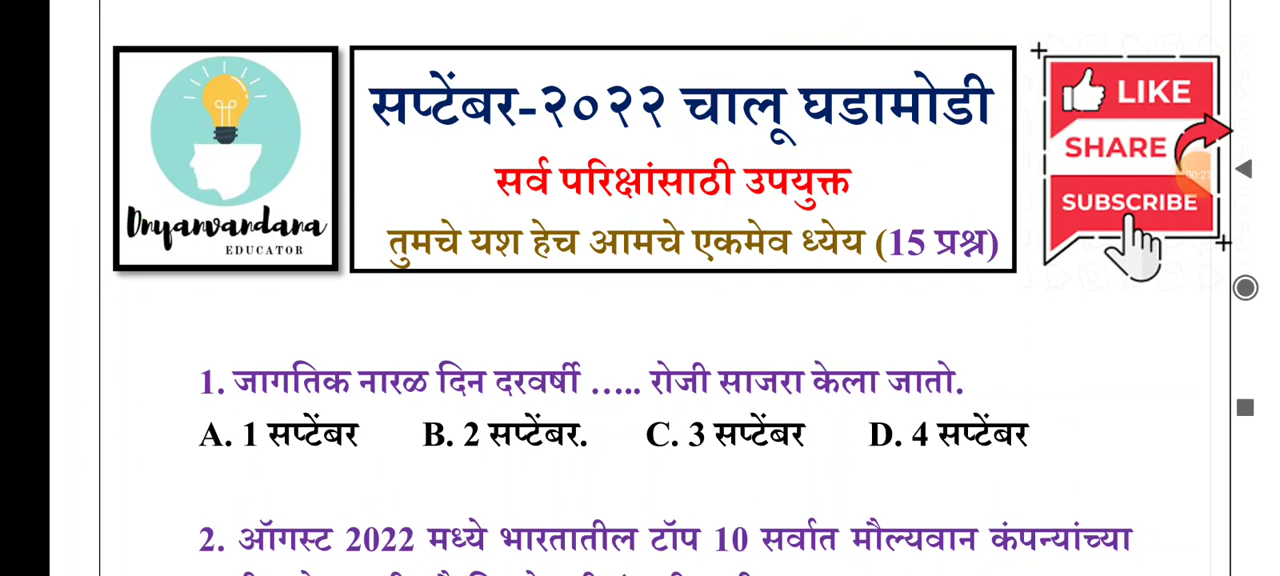 सप्टेंबर-२०२२ चालू घडामोडी
सर्व परिक्षांसाठी उपयुक्त
तुमचे यश हेच आमचे एकमेव ध्येय (15 प्रश्न)
Dnyanvandana
EDUCATOR
LIKE
SHARE
SUBSCRIBE
00:21
1. जागतिक नारळ दिन दरवर्षी ..... रोजी साजरा केला जातो.
A. 1 सप्टेंबर B. 2 सप्टेंबर. C. 3 सप्टेंबर D. 4 सप्टेंबर
2. ऑगस्ट 2022 मध्ये भारतातील टॉप 10 सर्वात मौल्यवान कंपन्यांच्या